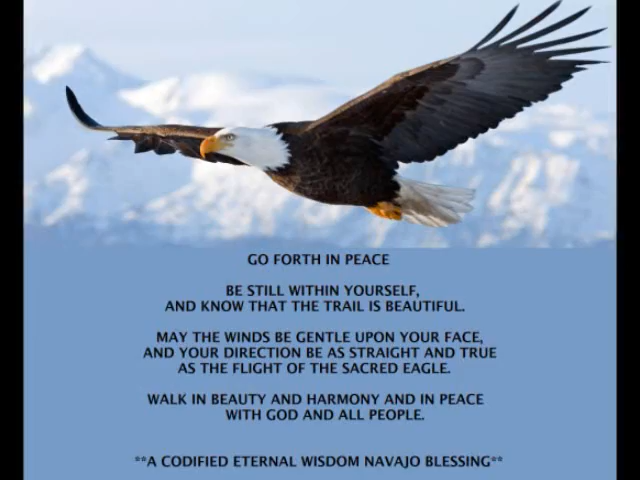 GO FORTH IN PEACE
BE STILL WITHIN YOURSELF,
AND KNOW THAT THE TRAIL IS BEAUTIFUL.
MAY THE WINDS BE GENTLE UPON YOUR FACE,
AND YOUR DIRECTION BE AS STRAIGHT AND TRUE
AS THE FLIGHT OF THE SACRED EAGLE.
WALK IN BEAUTY AND HARMONY AND IN PEACE
WITH GOD AND ALL PEOPLE.
**A CODIFIED ETERNAL WISDOM NAVAJO BLESSING**